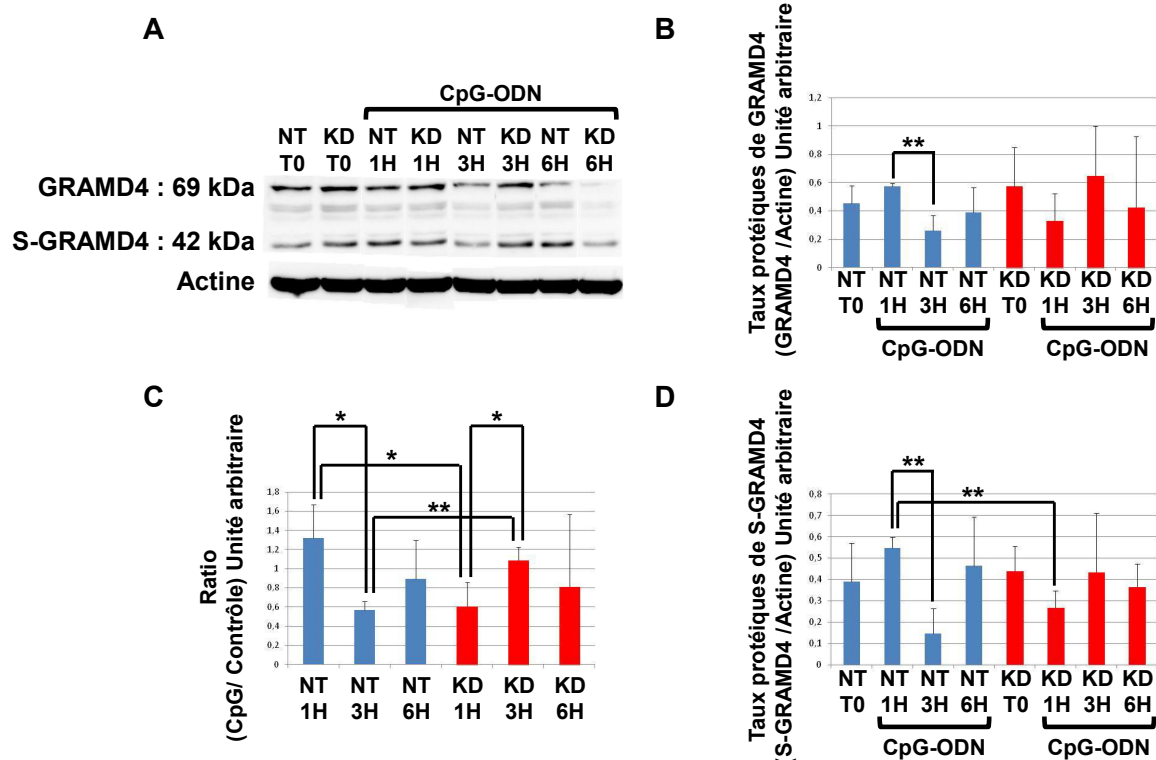 A
CpG-ODN
NT KD NT KD NT KD NT KD
T0 T0 1H 1H 3H 3H 6H 6H
GRAMD4 : 69 kDa
S-GRAMD4 : 42 kDa
Actine
B
Taux protéiques de GRAMD4
(GRAMD4 /Actine) Unité arbitraire
1,2
1
0,8
0,6
0,4
0,2
0
**
NT NT NT NT KD KD KD KD
T0 1H 3H 6H T0 1H 3H 6H
CpG-ODN CpG-ODN
C
Ratio
(CpG/ Contrôle) Unité arbitraire
1,8
1,6
1,4
1,2
1
0,8
0,6
0,4
0,2
0
*
*
*
**
NT NT NT KD KD KD
1H 3H 6H 1H 3H 6H
D
Taux protéiques de S-GRAMD4
(S-GRAMD4 /Actine) Unité arbitraire
0,8
0,7
0,6
0,5
0,4
0,3
0,2
0,1
0
**
**
NT NT NT NT KD KD KD KD
T0 1H 3H 6H T0 1H 3H 6H
CpG-ODN CpG-ODN